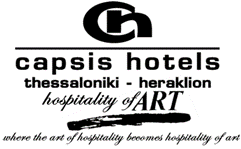 capsis hotels
thessaloniki - heraklion
hospitality of ART
where the art of hospitality becomes hospitality of art